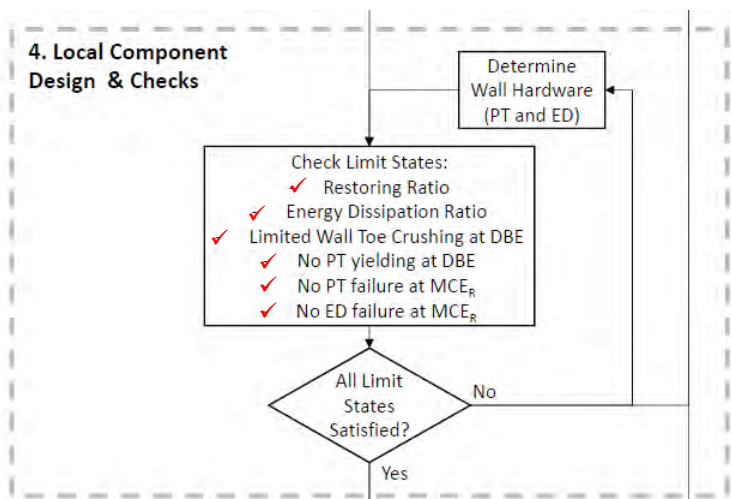 4. Local Component
Design & Checks
Determine
Wall Hardware
(PT and ED)
Check Limit States:
✓ Restoring Ratio
✓ Energy Dissipation Ratio
✓ Limited Wall Toe Crushing at DBE
✓ No PT yielding at DBE
✓ No PT failure at MCE_R
✓ No ED failure at MCE_R
All Limit
States
Satisfied?
No
Yes